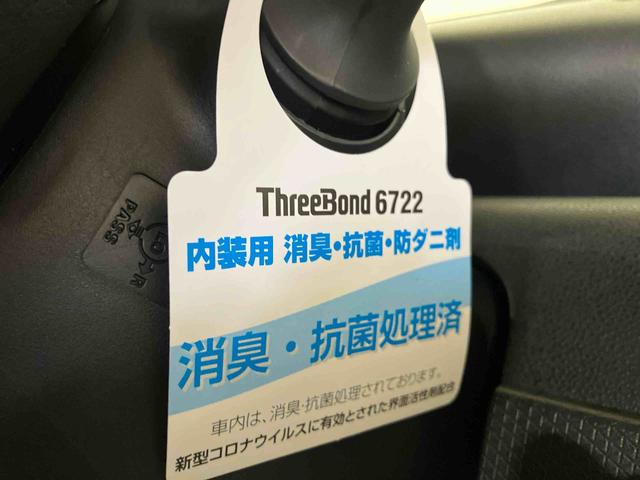 ThreeBond 6722
内装用 消臭・抗菌・防ダニ剤
消臭・抗菌処理済
車内は、消臭・抗菌処理されております。
新型コロナウイルスに有効とされた界面活性剤配合
PASS
LO
R